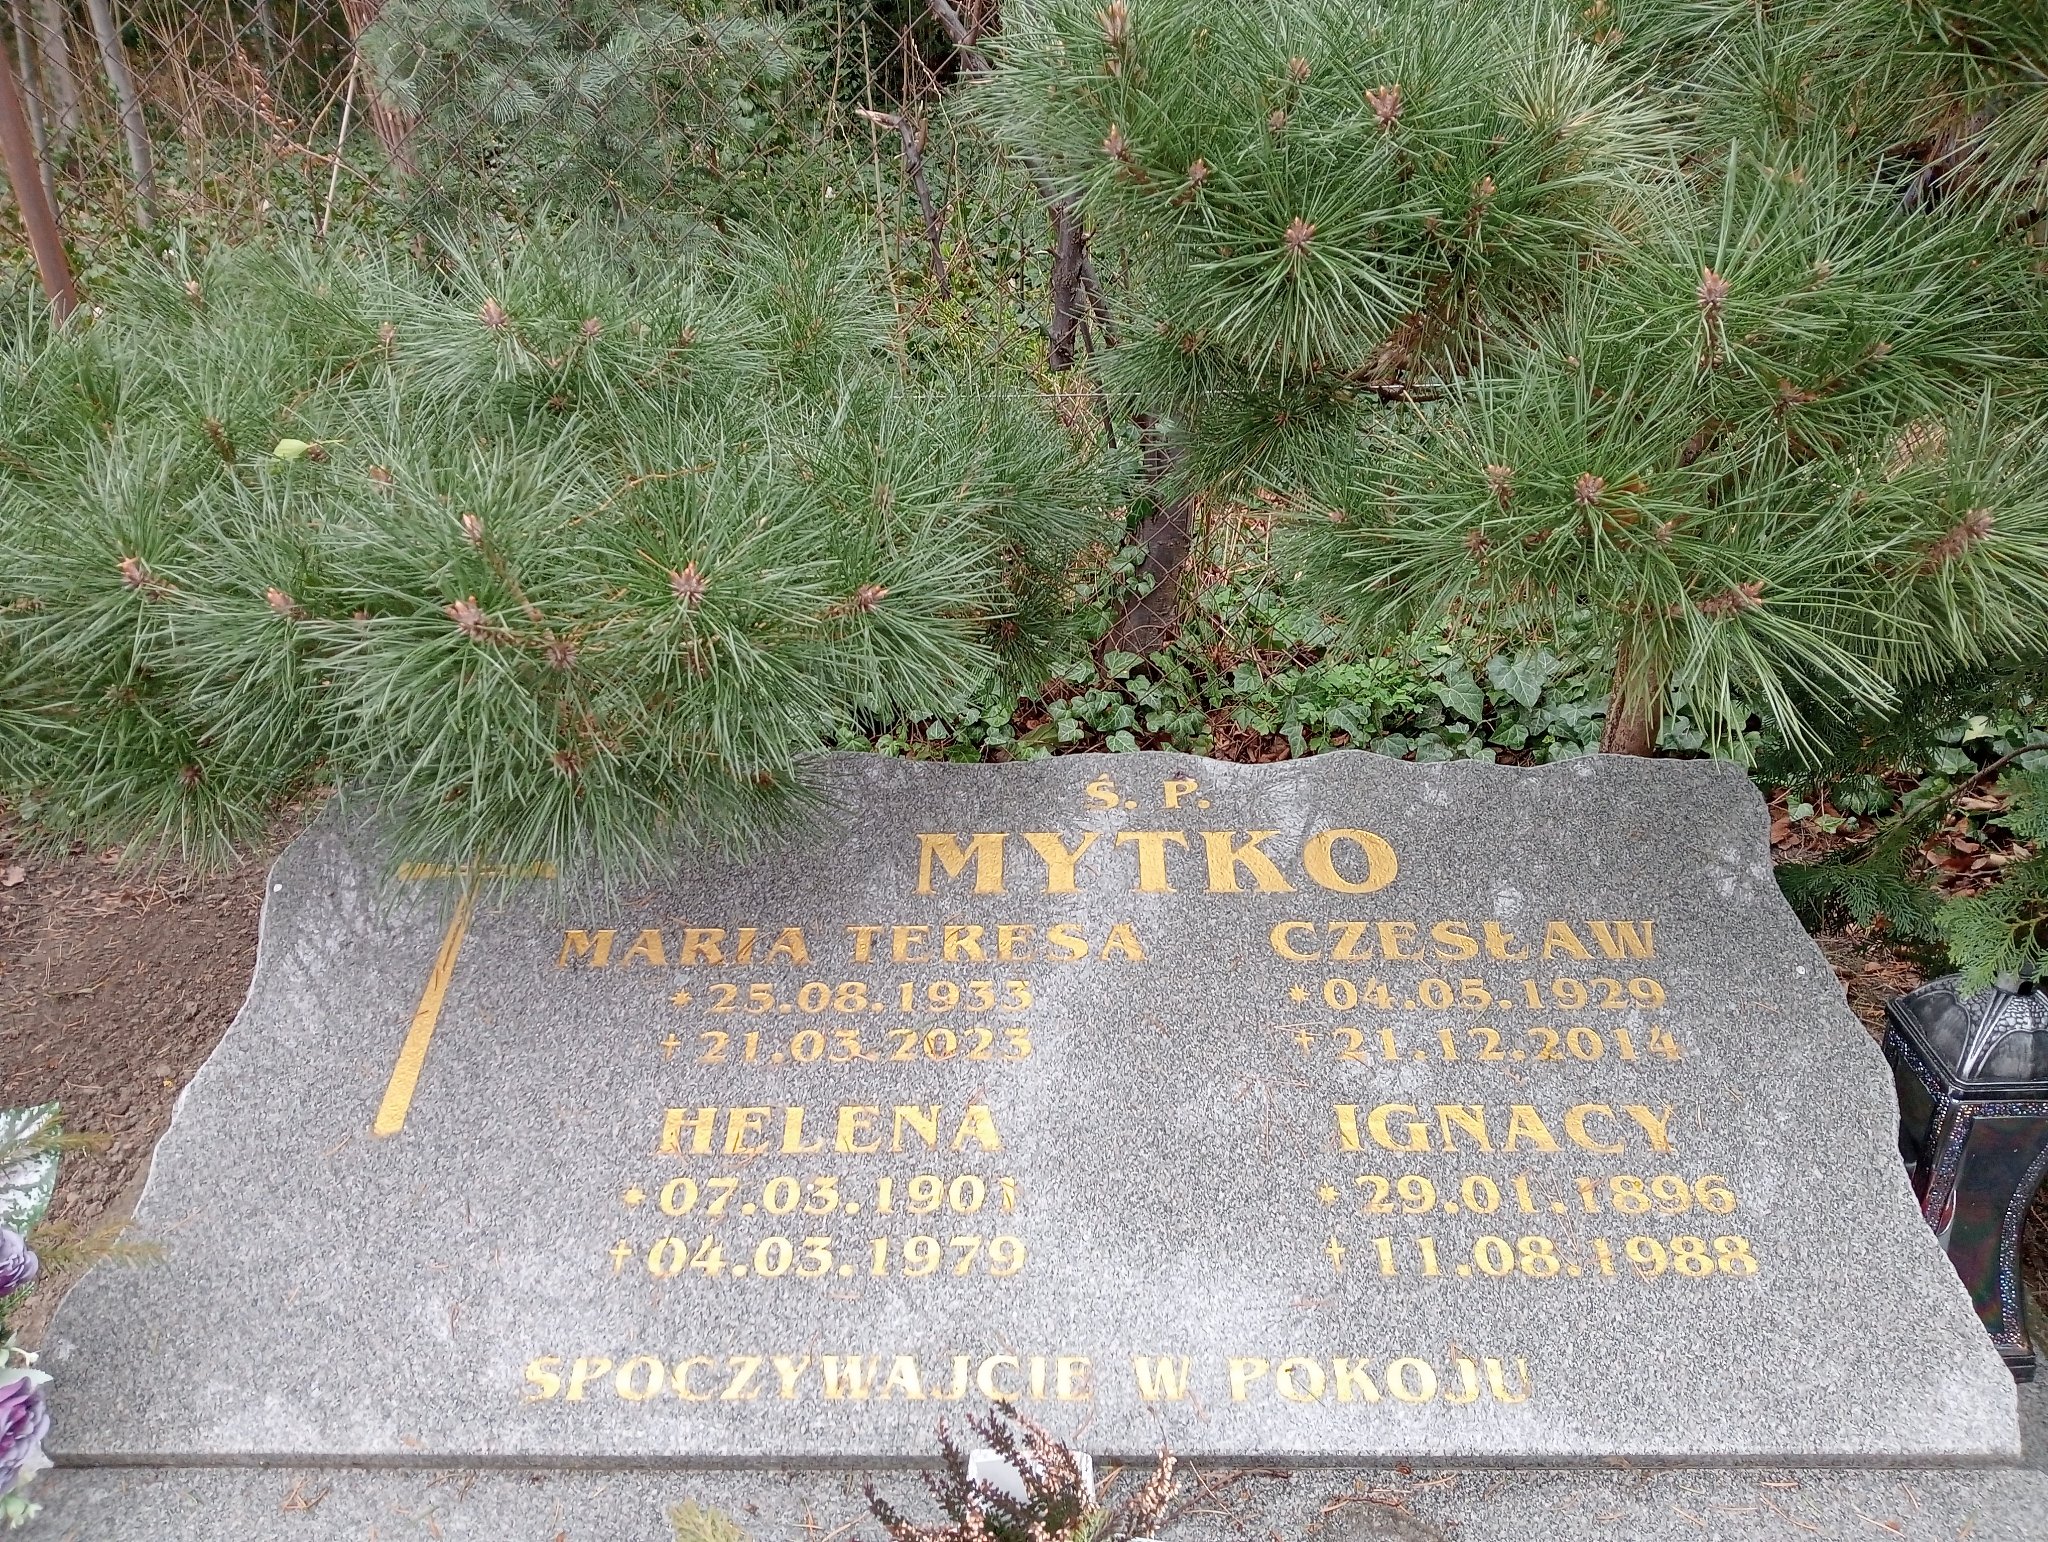 Ś. P.
MYTKO
MARIA TERESA CZESŁAW
* 25.08.1933 * 04.05.1929
† 21.03.2023 † 21.12.2014
HELENA IGNACY
* 07.03.1901 * 29.01.1896
† 04.03.1979 † 11.08.1988
SPOCZYWAJCIE W POKOJU